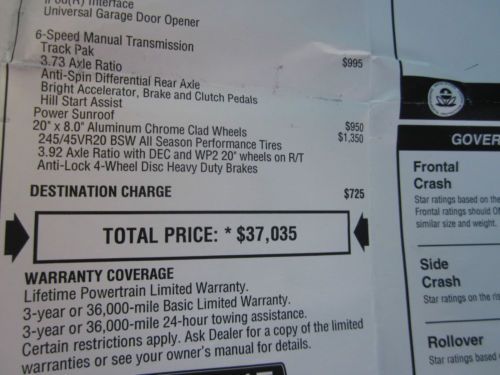 iPod(R) Interface
Universal Garage Door Opener
6-Speed Manual Transmission
Track Pak $995
3.73 Axle Ratio
Anti-Spin Differential Rear Axle
Bright Accelerator, Brake and Clutch Pedals
Hill Start Assist
Power Sunroof $950
20" x 8.0" Aluminum Chrome Clad Wheels $1,350
245/45VR20 BSW All Season Performance Tires
3.92 Axle Ratio with DEC and WP2 20" wheels on R/T
Anti-Lock 4-Wheel Disc Heavy Duty Brakes
DESTINATION CHARGE $725
TOTAL PRICE: * $37,035
WARRANTY COVERAGE
Lifetime Powertrain Limited Warranty.
3-year or 36,000-mile Basic Limited Warranty.
3-year or 36,000-mile 24-hour towing assistance.
Certain restrictions apply. Ask Dealer for a copy of the limited
warranties or see your owner's manual for details.
GOVER
Frontal
Crash
Star ratings based on the
Frontal ratings should
similar size and weight.
Side
Crash
Star ratings based on the
Rollover
Star ratings based